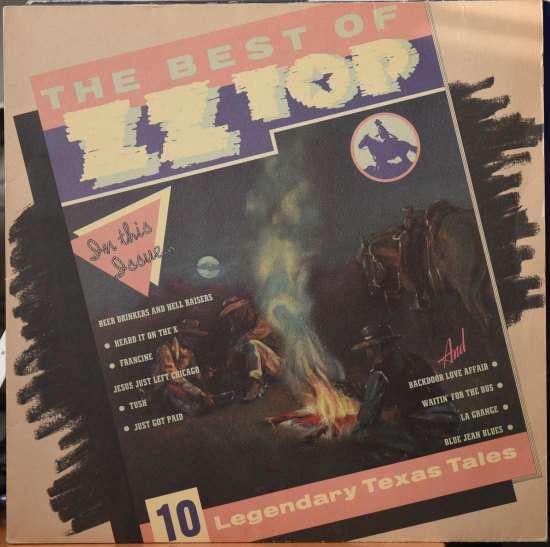 THE BEST OF
ZZ TOP
In this
Issue...
BEER DRINKERS AND HELL RAISERS
• HEARD IT ON THE X
• FRANCINE
JESUS JUST LEFT CHICAGO
• TUSH
• JUST GOT PAID
And
BACKDOOR LOVE AFFAIR •
WAITIN' FOR THE BUS •
LA GRANGE •
BLUE JEAN BLUES •
10 Legendary Texas Tales